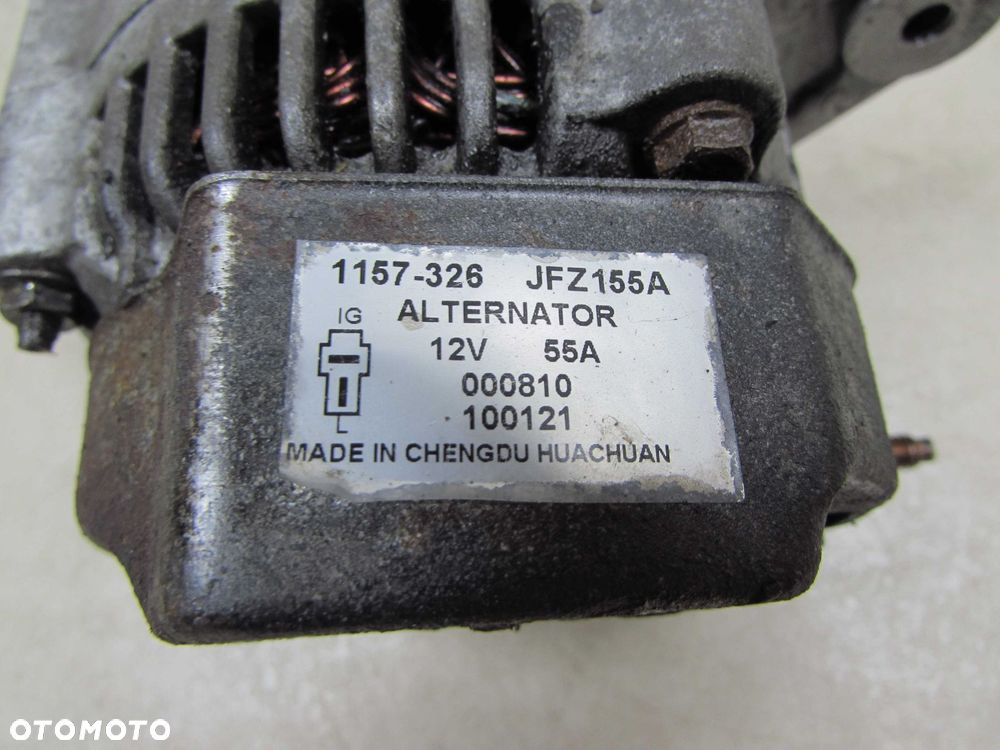 1157-326 JFZ155A
IG ALTERNATOR
12V 55A
000810
100121
L
MADE IN CHENGDU HUACHUAN
OTOMOTO